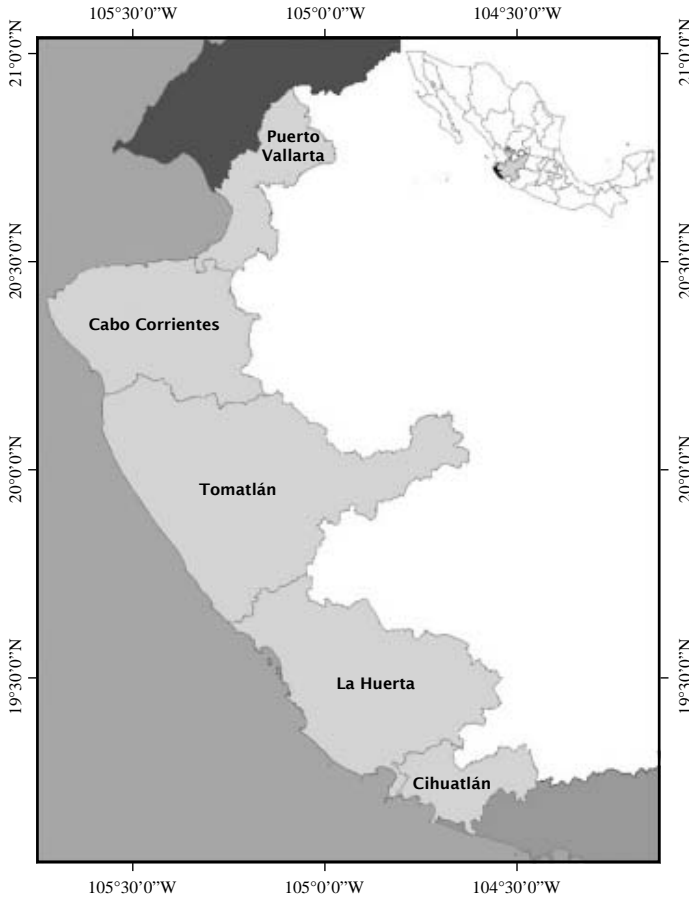 105°30’0’’W
105°0’0’’W
104°30’0’’W
21°0’0’’N
21°0’0’’N
Puerto
Vallarta
20°30’0’’N
20°30’0’’N
Cabo Corrientes
20°0’0’’N
20°0’0’’N
Tomatlán
19°30’0’’N
19°30’0’’N
La Huerta
Cihuatlán
105°30’0’’W
105°0’0’’W
104°30’0’’W